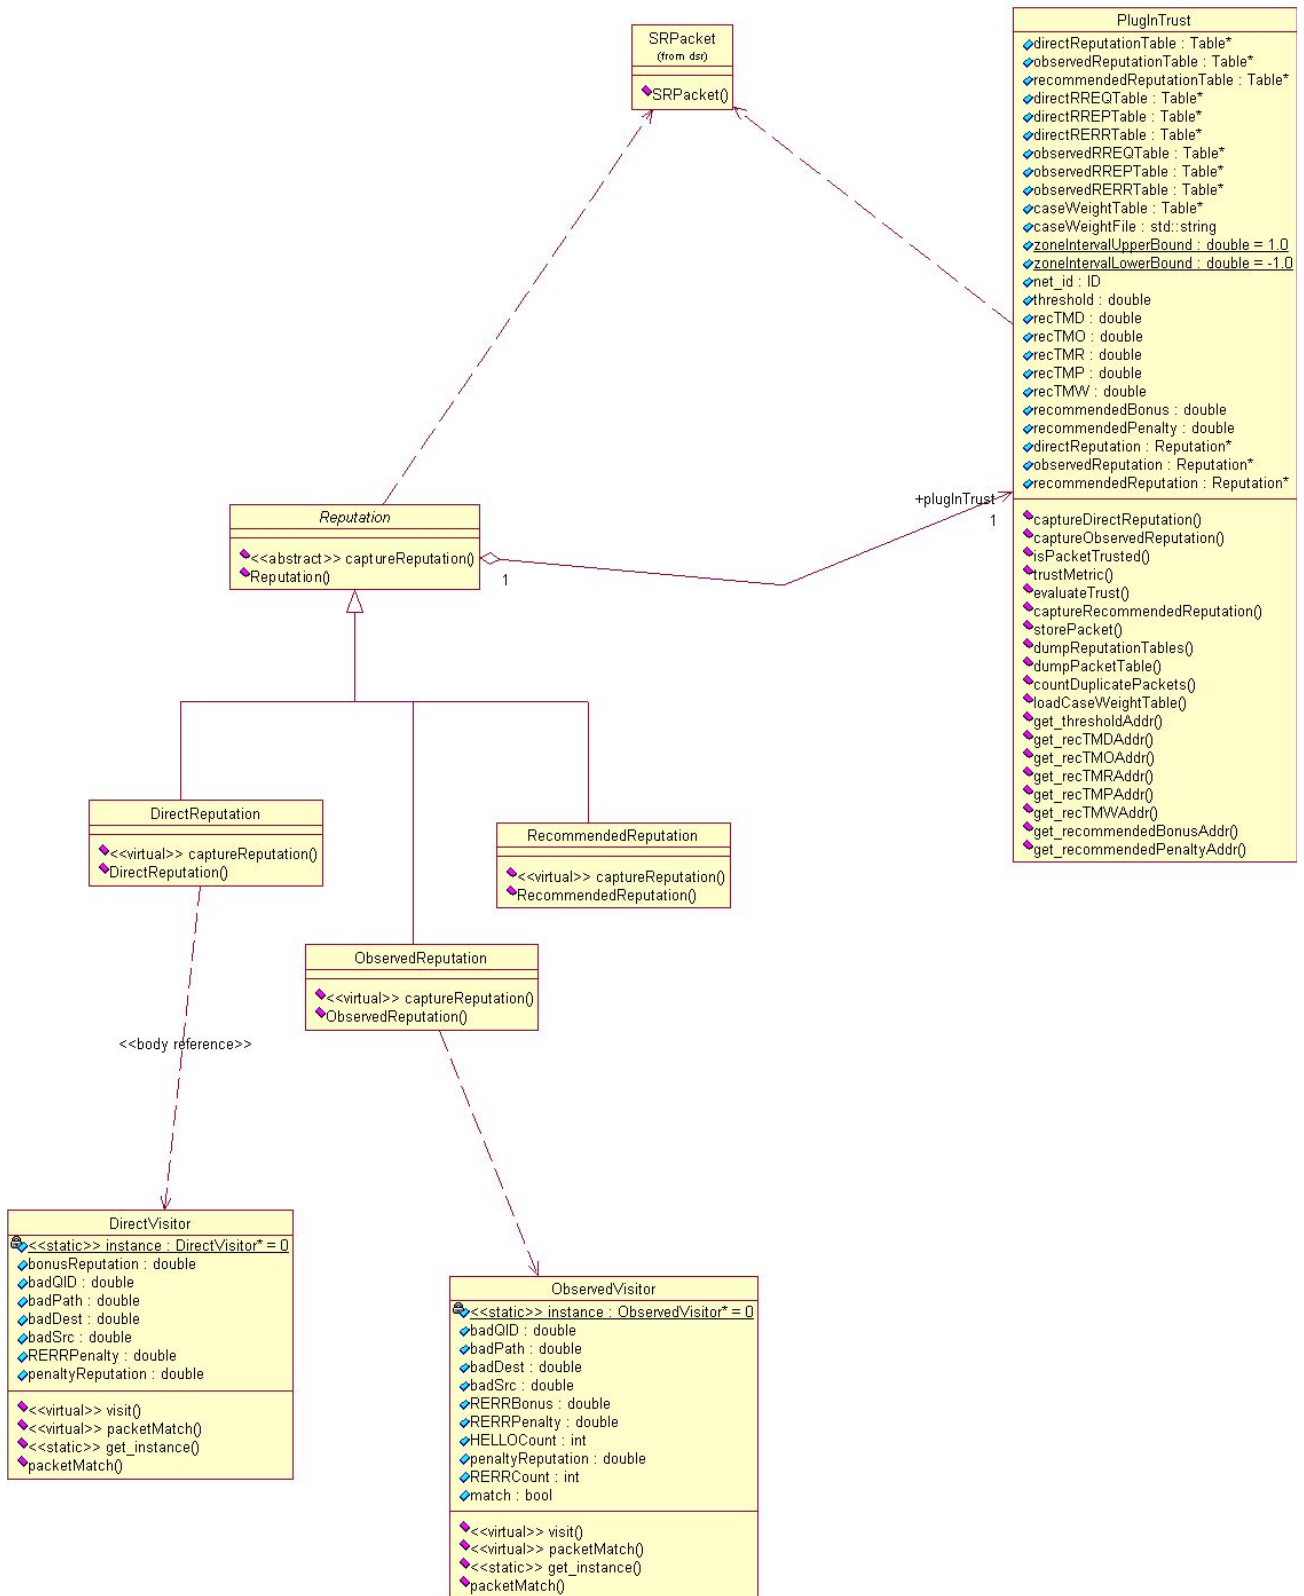 SRPacket
(from dsr)
SRPacket()
PlugInTrust
directReputationTable : Table*
observedReputationTable : Table*
recommendedReputationTable : Table*
directRREQTable : Table*
directRREPTable : Table*
directRERRTable : Table*
observedRREQTable : Table*
observedRREPTable : Table*
observedRERRTable : Table*
caseWeightTable : Table*
caseWeightFile : std::string
zoneIntervalUpperBound : double = 1.0
zoneIntervalLowerBound : double = -1.0
net_id : ID
threshold : double
recTMD : double
recTMO : double
recTMR : double
recTMP : double
recTMW : double
recommendedBonus : double
recommendedPenalty : double
directReputation : Reputation*
observedReputation : Reputation*
recommendedReputation : Reputation*
captureDirectReputation()
captureObservedReputation()
isPacketTrusted()
trustMetric()
evaluateTrust()
captureRecommendedReputation()
storePacket()
dumpReputationTables()
dumpPacketTable()
countDuplicatePackets()
loadCaseWeightTable()
get_thresholdAddr()
get_recTMDAddr()
get_recTMOAddr()
get_recTMRAddr()
get_recTMPAddr()
get_recTMWAddr()
get_recommendedBonusAddr()
get_recommendedPenaltyAddr()
+plugInTrust
1
1
Reputation
<<abstract>> captureReputation()
Reputation()
DirectReputation
<<virtual>> captureReputation()
DirectReputation()
RecommendedReputation
<<virtual>> captureReputation()
RecommendedReputation()
ObservedReputation
<<virtual>> captureReputation()
ObservedReputation()
<<body reference>>
DirectVisitor
<<static>> instance : DirectVisitor* = 0
bonusReputation : double
badQID : double
badPath : double
badDest : double
badSrc : double
RERRPenalty : double
penaltyReputation : double
<<virtual>> visit()
<<virtual>> packetMatch()
<<static>> get_instance()
packetMatch()
ObservedVisitor
<<static>> instance : ObservedVisitor* = 0
badQID : double
badPath : double
badDest : double
badSrc : double
RERRBonus : double
RERRPenalty : double
HELLOCount : int
penaltyReputation : double
RERRCount : int
match : bool
<<virtual>> visit()
<<virtual>> packetMatch()
<<static>> get_instance()
packetMatch()